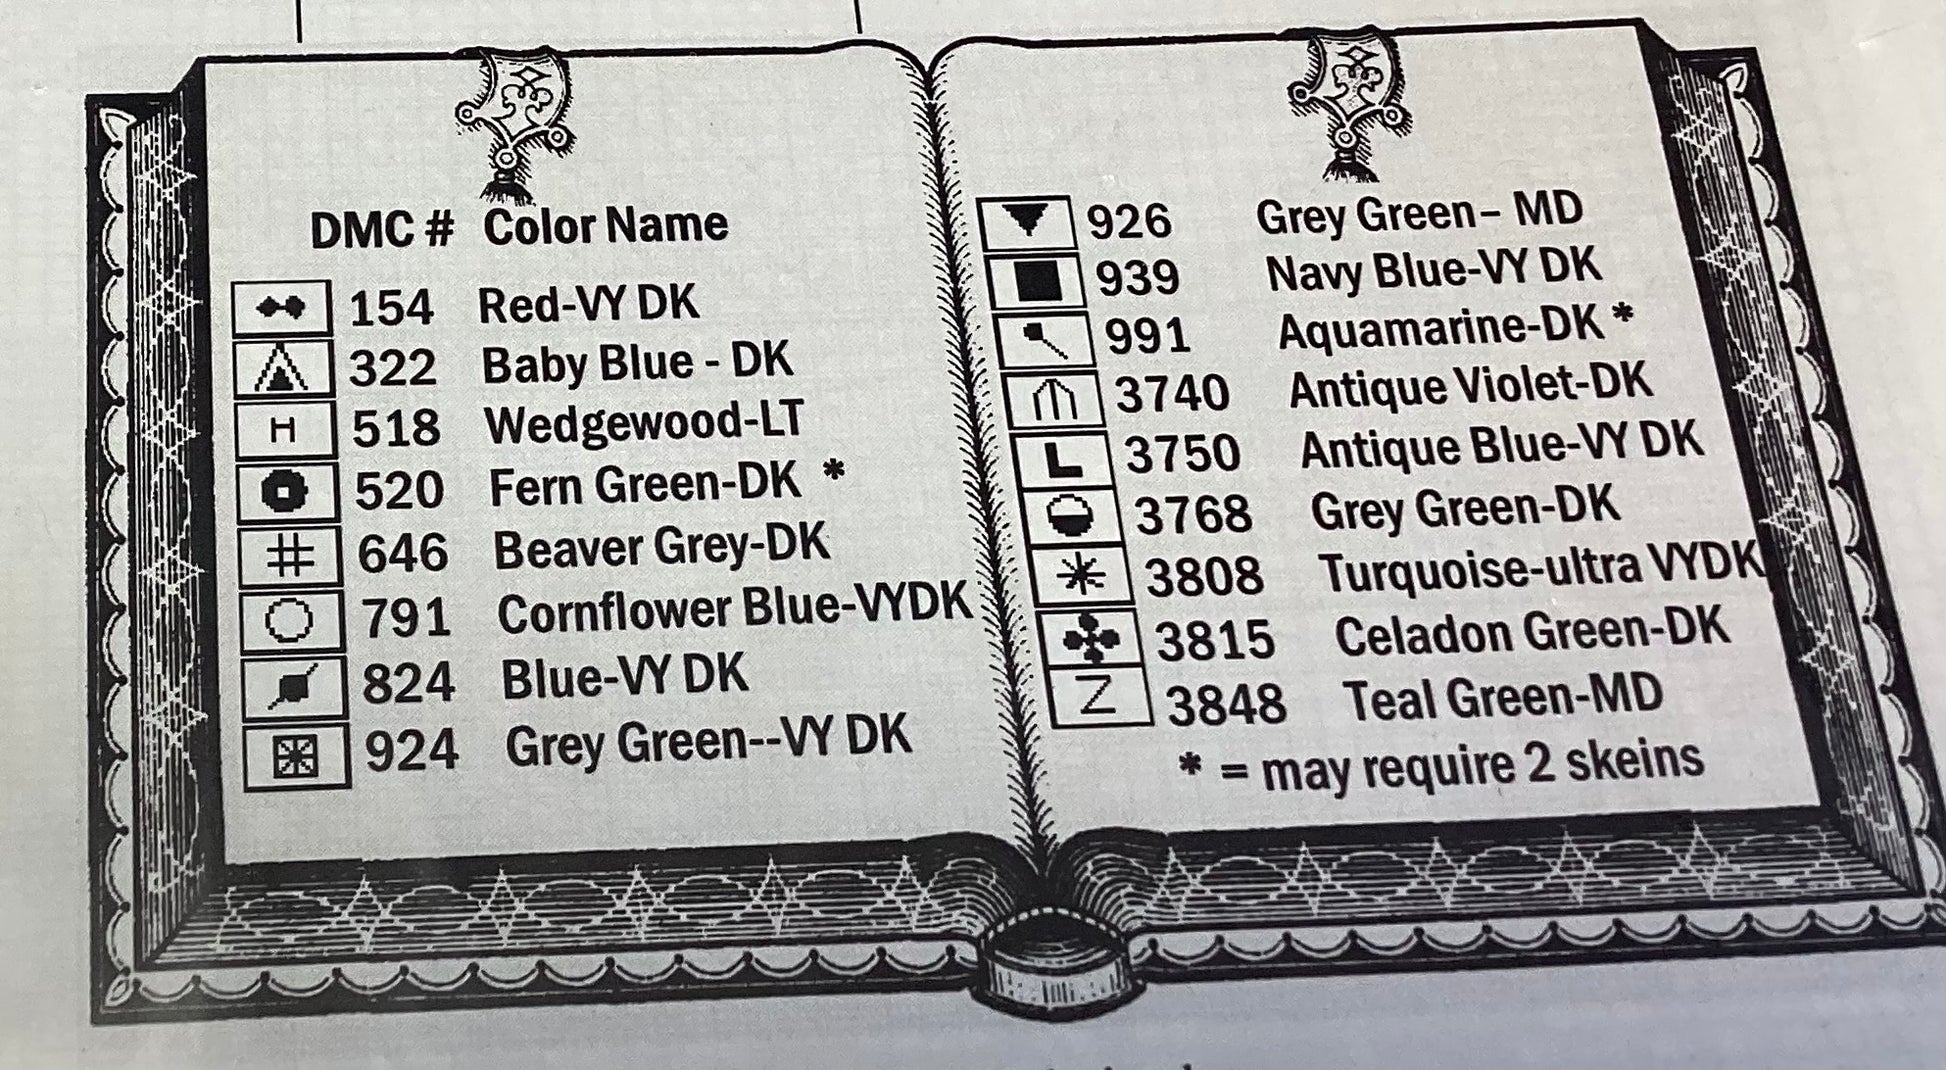 DMC # Color Name
154 Red-VY DK
322 Baby Blue - DK
H 518 Wedgewood-LT
520 Fern Green-DK *
# 646 Beaver Grey-DK
791 Cornflower Blue-VYDK
824 Blue-VY DK
924 Grey Green--VY DK
926 Grey Green- MD
939 Navy Blue-VY DK
991 Aquamarine-DK *
3740 Antique Violet-DK
L 3750 Antique Blue-VY DK
3768 Grey Green-DK
3808 Turquoise-ultra VYDK
3815 Celadon Green-DK
Z 3848 Teal Green-MD
* = may require 2 skeins